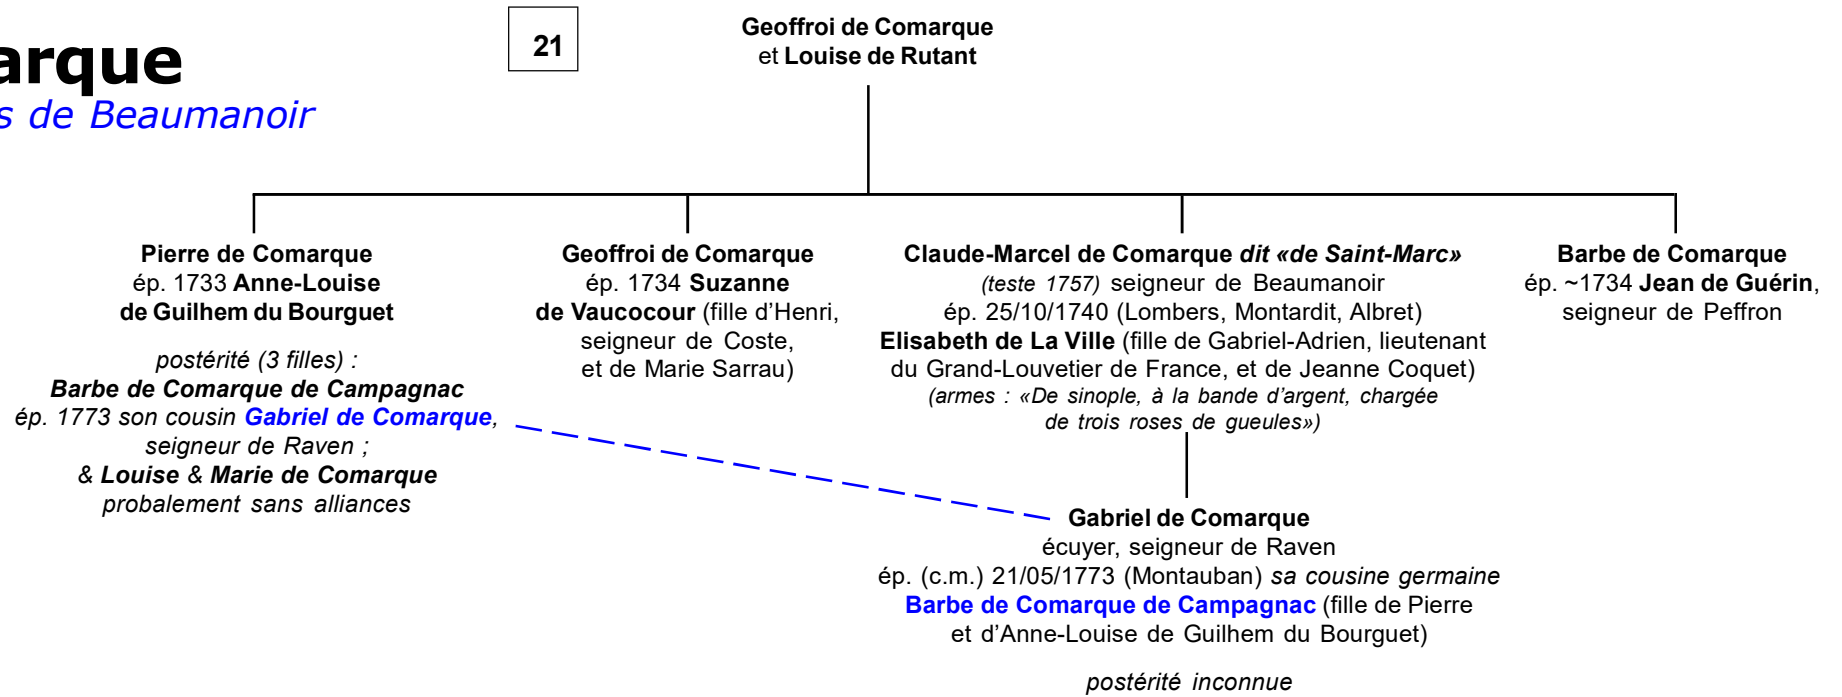 arque
s de Beaumanoir
21
Geoffroi de Comarque
et Louise de Rutant
Pierre de Comarque
ép. 1733 Anne-Louise
de Guilhem du Bourguet
postérité (3 filles) :
Barbe de Comarque de Campagnac
ép. 1773 son cousin Gabriel de Comarque,
seigneur de Raven ;
& Louise & Marie de Comarque
probalement sans alliances
Geoffroi de Comarque
ép. 1734 Suzanne
de Vaucocour (fille d’Henri,
seigneur de Coste,
et de Marie Sarrau)
Claude-Marcel de Comarque dit «de Saint-Marc»
(teste 1757) seigneur de Beaumanoir
ép. 25/10/1740 (Lombers, Montardit, Albret)
Elisabeth de La Ville (fille de Gabriel-Adrien, lieutenant
du Grand-Louvetier de France, et de Jeanne Coquet)
(armes : «De sinople, à la bande d’argent, chargée
de trois roses de gueules»)
Barbe de Comarque
ép. ~1734 Jean de Guérin,
seigneur de Peffron
Gabriel de Comarque
écuyer, seigneur de Raven
ép. (c.m.) 21/05/1773 (Montauban) sa cousine germaine
Barbe de Comarque de Campagnac (fille de Pierre
et d’Anne-Louise de Guilhem du Bourguet)
postérité inconnue